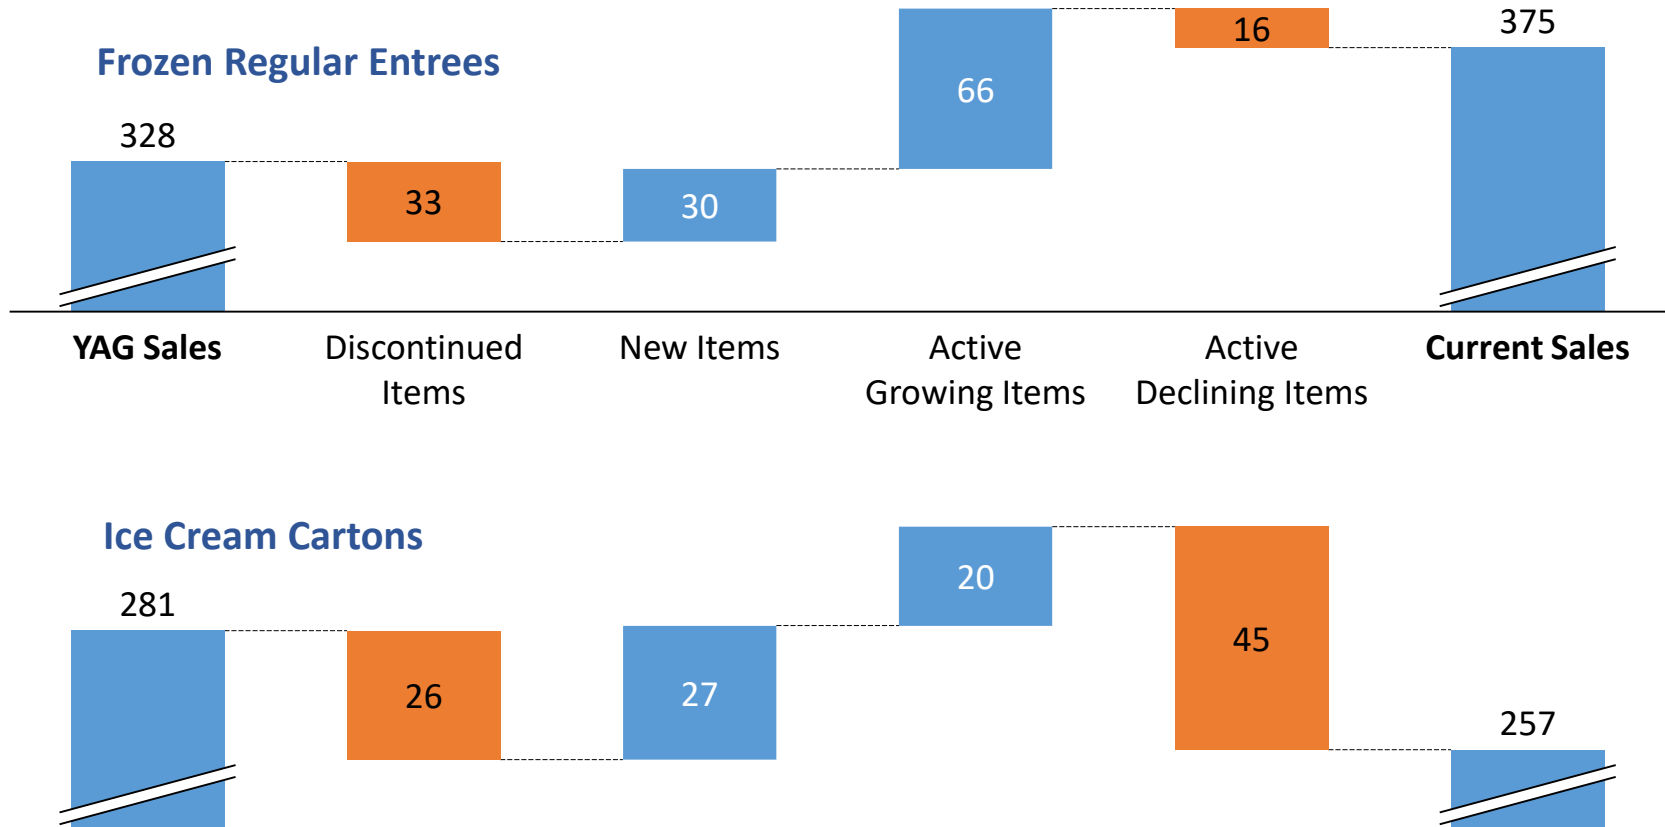 Frozen Regular Entrees
328
33
30
66
16
375
YAG Sales
Discontinued
Items
New Items
Active
Growing Items
Active
Declining Items
Current Sales
Ice Cream Cartons
281
26
27
20
45
257